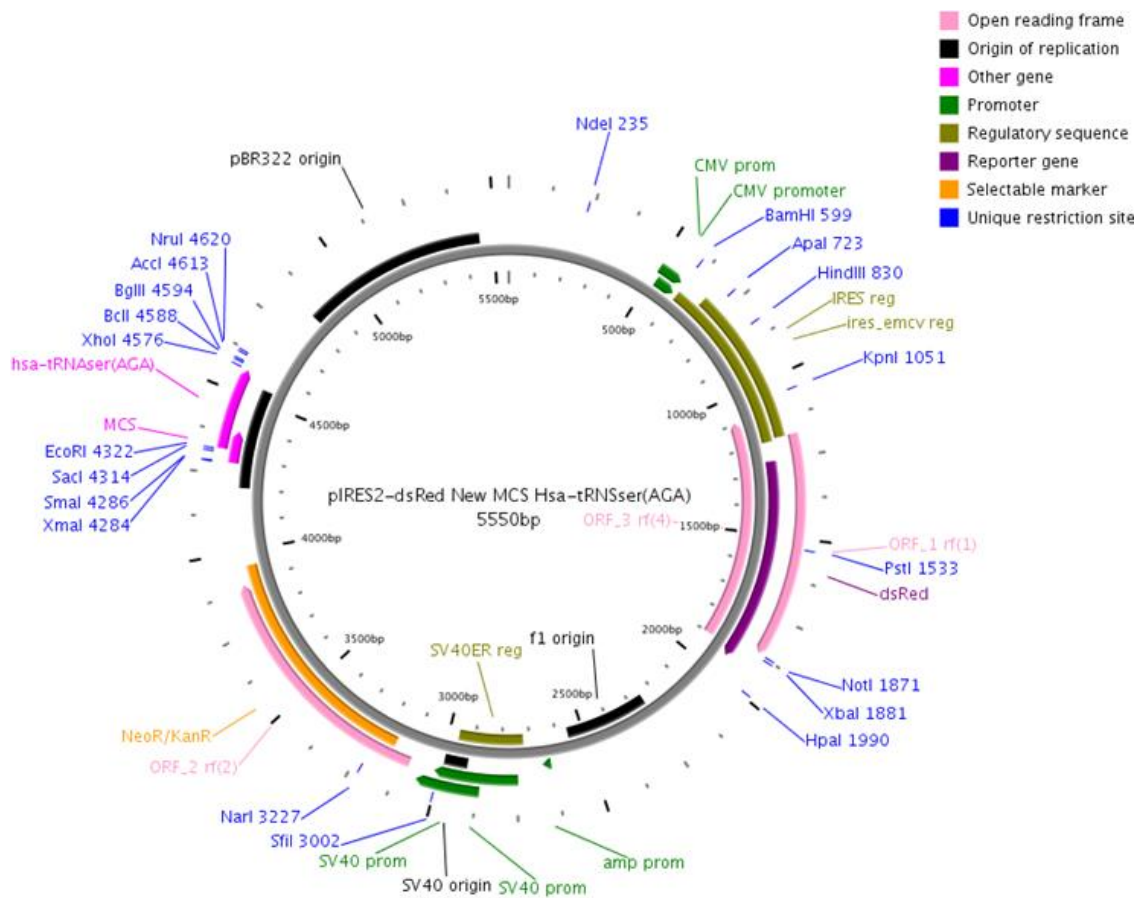 Open reading frame
Origin of replication
Other gene
Promoter
Regulatory sequence
Reporter gene
Selectable marker
Unique restriction site
NdeI 235
pBR322 origin
CMV prom
CMV promoter
BamHI 599
ApaI 723
HindIII 830
IRES reg
ires_emcv reg
KpnI 1051
NruI 4620
AccI 4613
BglII 4594
BclI 4588
XhoI 4576
hsa-tRNAser(AGA)
MCS
EcoRI 4322
SacI 4314
SmaI 4286
XmaI 4284
5500bp
500bp
5000bp
1000bp
4500bp
pIRES2-dsRed New MCS Hsa-tRNSser(AGA)
5550bp
ORF_3 rf(4)
1500bp
4000bp
ORF_1 rf(1)
PstI 1533
dsRed
2000bp
3500bp
SV40ER reg
f1 origin
2500bp
3000bp
NotI 1871
XbaI 1881
HpaI 1990
NeoR/KanR
ORF_2 rf(2)
NarI 3227
SfiI 3002
SV40 prom
SV40 origin
SV40 prom
amp prom